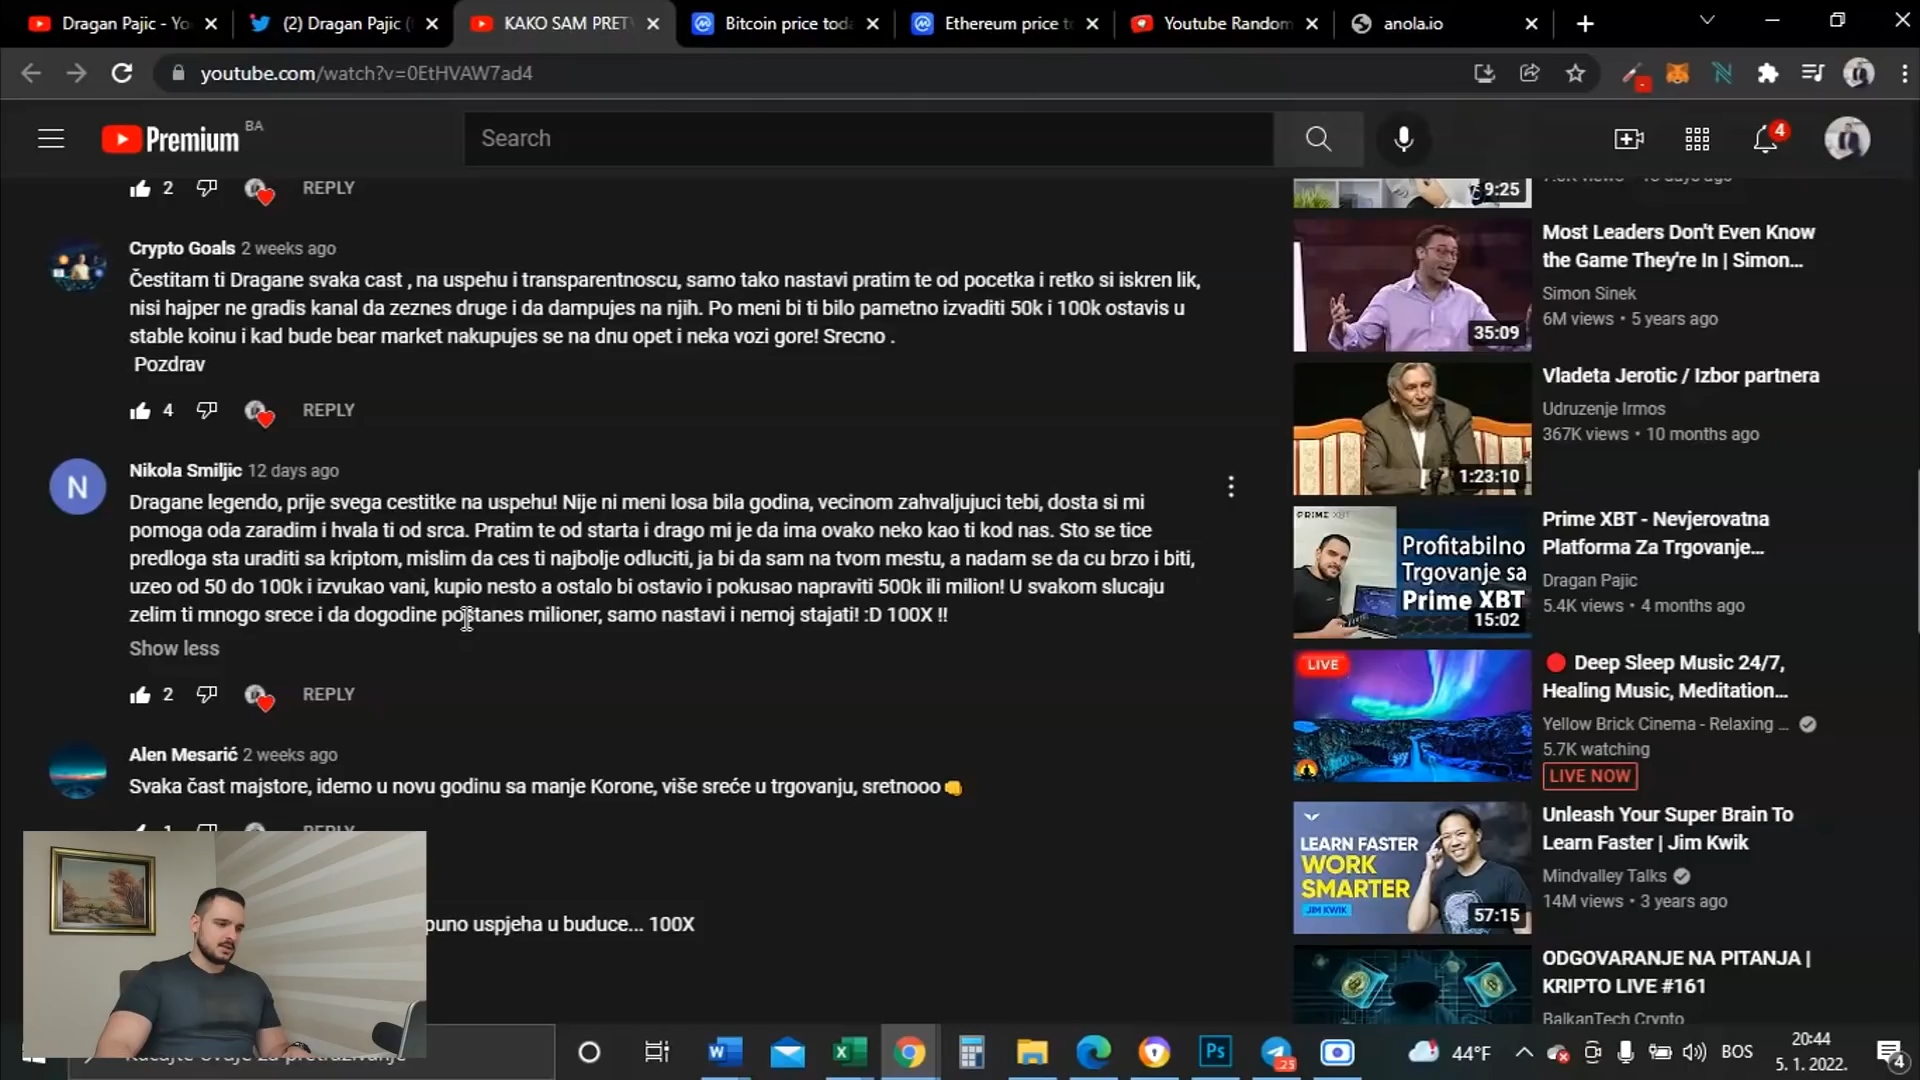 Dragan Pajic - Yo
(2) Dragan Pajic (
KAKO SAM PRET
Bitcoin price toda
Ethereum price t
Youtube Random
anola.io
youtube.com/watch?v=0EtHVAW7ad4
Premium
BA
Search
4
2
REPLY
Crypto Goals 2 weeks ago
Čestitam ti Dragane svaka cast , na uspehu i transparentnoscu, samo tako nastavi pratim te od pocetka i retko si iskren lik,
nisi hajper ne gradis kanal da zeznes druge i da dampujes na njih. Po meni bi ti bilo pametno izvaditi 50k i 100k ostavis u
stable koinu i kad bude bear market nakupujes se na dnu opet i neka vozi gore! Srecno .
Pozdrav
4
REPLY
N
Nikola Smiljic 12 days ago
Dragane legendo, prije svega cestitke na uspehu! Nije ni meni losa bila godina, vecinom zahvaljujuci tebi, dosta si mi
pomoga oda zaradim i hvala ti od srca. Pratim te od starta i drago mi je da ima ovako neko kao ti kod nas. Sto se tice
predloga sta uraditi sa kriptom, mislim da ces ti najbolje odluciti, ja bi da sam na tvom mestu, a nadam se da cu brzo i biti,
uzeo od 50 do 100k i izvukao vani, kupio nesto a ostalo bi ostavio i pokusao napraviti 500k ili milion! U svakom slucaju
zelim ti mnogo srece i da dogodine postanes milioner, samo nastavi i nemoj stajati! :D 100X !!
Show less
2
REPLY
Alen Mesarić 2 weeks ago
Svaka čast majstore, idemo u novu godinu sa manje Korone, više sreće u trgovanju, sretnooo
puno uspjeha u buduce... 100X
9:25
Most Leaders Don't Even Know
the Game They're In | Simon...
Simon Sinek
6M views • 5 years ago
35:09
Vladeta Jerotic / Izbor partnera
Udruzenje Irmos
367K views • 10 months ago
1:23:10
PRIME XBT
Profitabilno
Trgovanje sa
Prime XBT
15:02
Prime XBT - Nevjerovatna
Platforma Za Trgovanje...
Dragan Pajic
5.4K views • 4 months ago
LIVE
Deep Sleep Music 24/7,
Healing Music, Meditation...
Yellow Brick Cinema - Relaxing ...
5.7K watching
LIVE NOW
LEARN FASTER
WORK
SMARTER
JIM KWIK
57:15
Unleash Your Super Brain To
Learn Faster | Jim Kwik
Mindvalley Talks
14M views • 3 years ago
ODGOVARANJE NA PITANJA |
KRIPTO LIVE #161
BalkanTech Crypto
25
44°F
BOS
20:44
5. 1. 2022.
4